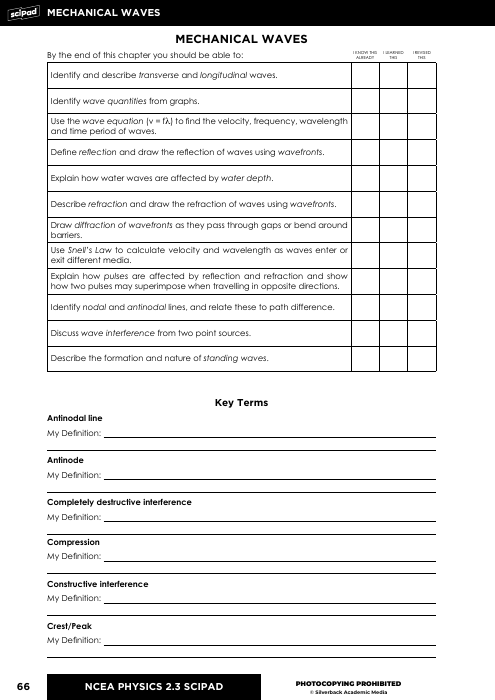 scipad MECHANICAL WAVES
MECHANICAL WAVES
By the end of this chapter you should be able to:
I KNOW THIS ALREADY
I LEARNED THIS
I REVISED THIS
Identify and describe transverse and longitudinal waves.
Identify wave quantities from graphs.
Use the wave equation (v = fλ) to find the velocity, frequency, wavelength
and time period of waves.
Define reflection and draw the reflection of waves using wavefronts.
Explain how water waves are affected by water depth.
Describe refraction and draw the refraction of waves using wavefronts.
Draw diffraction of wavefronts as they pass through gaps or bend around
barriers.
Use Snell's Law to calculate velocity and wavelength as waves enter or
exit different media.
Explain how pulses are affected by reflection and refraction and show
how two pulses may superimpose when travelling in opposite directions.
Identify nodal and antinodal lines, and relate these to path difference.
Discuss wave interference from two point sources.
Describe the formation and nature of standing waves.
Key Terms
Antinodal line
My Definition:
Antinode
My Definition:
Completely destructive interference
My Definition:
Compression
My Definition:
Constructive interference
My Definition:
Crest/Peak
My Definition:
66
NCEA PHYSICS 2.3 SCIPAD
PHOTOCOPYING PROHIBITED
© Silverback Academic Media